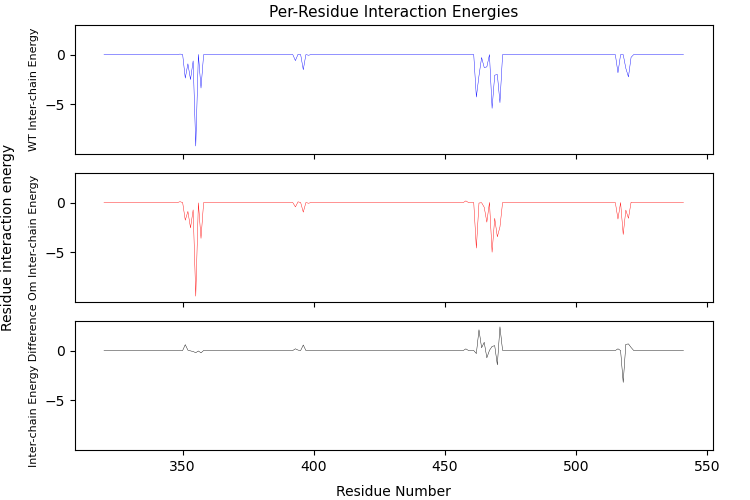 Per-Residue Interaction Energies
Residue interaction energy
WT Inter-chain Energy
0
−5
Om Inter-chain Energy
0
−5
Inter-chain Energy Difference
0
−5
350
400
450
500
550
Residue Number